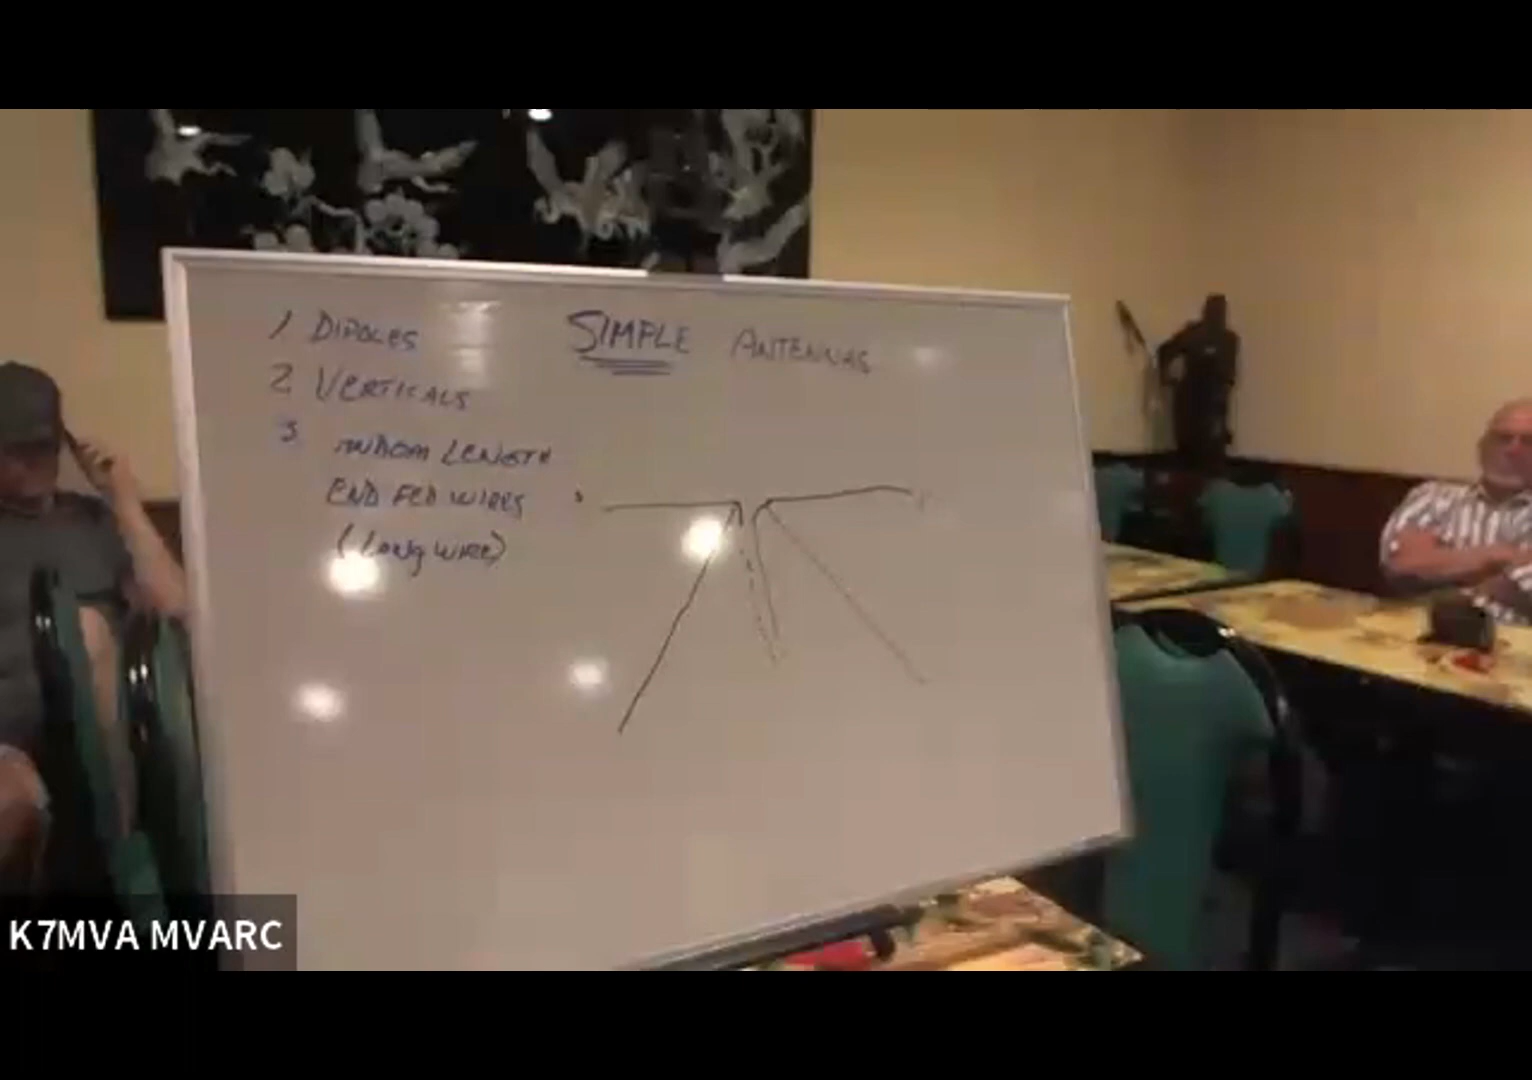 SIMPLE ANTENNAS
1 DIPOLES
2 VERTICALS
3 RANDOM LENGTH
END FED WIRES
(Long WIRE)
K7MVA MVARC